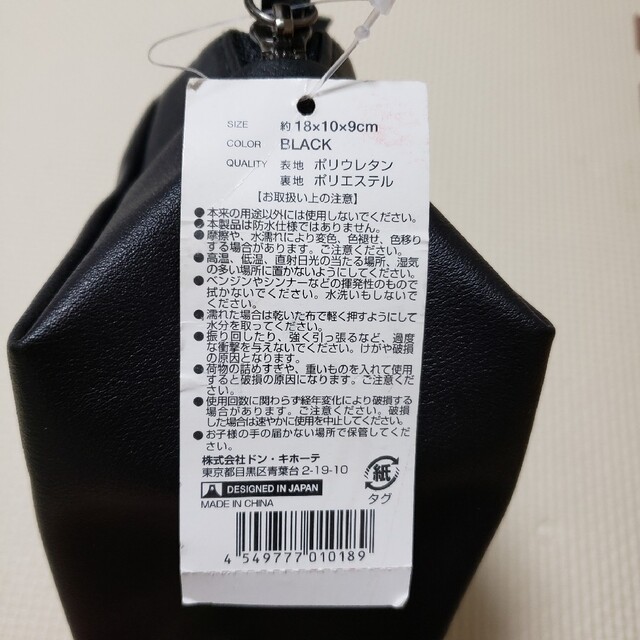 SIZE 約 18×10×9cm
COLOR BLACK
QUALITY 表地 ポリウレタン
裏地 ポリエステル
【お取扱い上の注意】
●本来の用途以外には使用しないでください。
●本製品は防水仕様ではありません。
●摩擦や、水濡れにより変色、色褪せ、色移り
する場合があります。ご注意ください。
●高温、低温、直射日光の当たる場所、湿気
の多い場所に置かないようにしてください。
●ベンジンやシンナーなどの揮発性のもので
拭かないでください。水洗いもしないで
ください。
●濡れた場合は乾いた布で軽く押すようにして
水分を取ってください。
●振り回したり、強く引っ張るなど、過度
な衝撃を与えないでください。けがや破損
の原因となります。
●荷物の詰めすぎや、重いものを入れて使用
すると破損の原因になります。ご注意くだ
さい。
●使用回数に関わらず経年変化により破損する
場合があります。ご注意ください。破損
した場合は速やかに使用を中止してください。
●お子様の手の届かない場所で保管してくだ
さい。
株式会社ドン・キホーテ
東京都目黒区青葉台2-19-10
紙
タグ
DESIGNED IN JAPAN
MADE IN CHINA
4 549777 010189